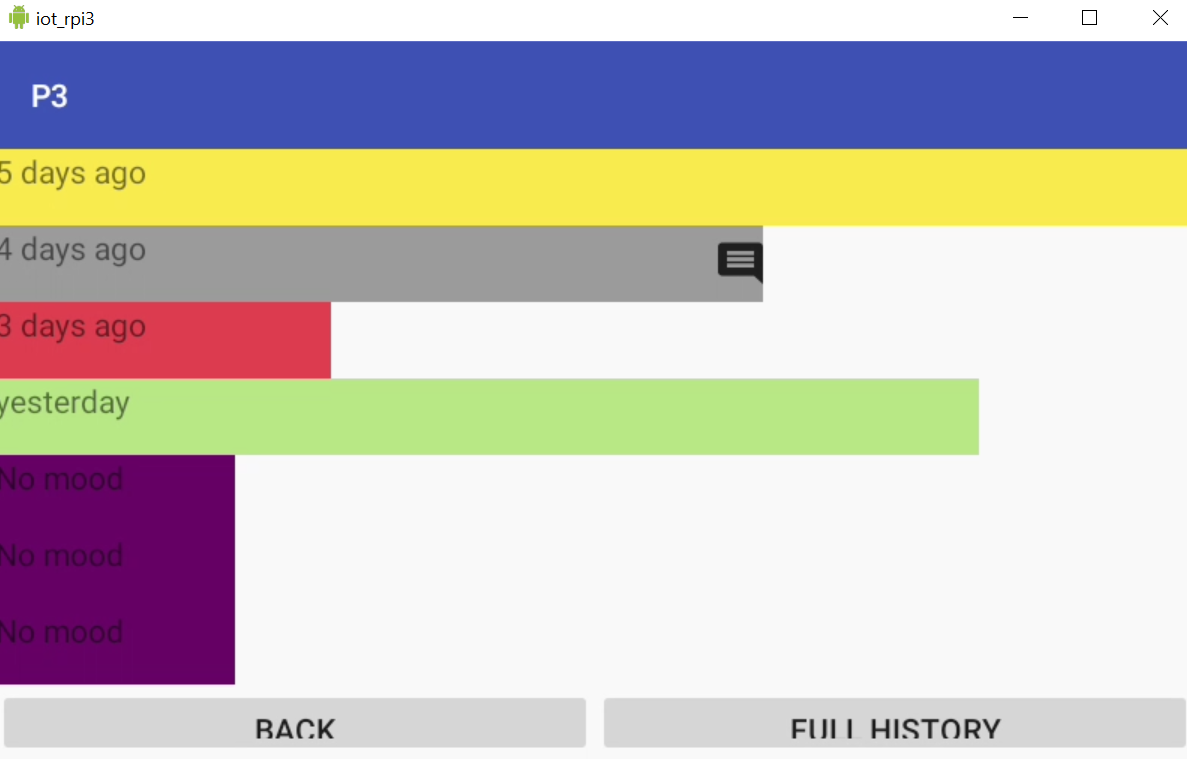 iot_rpi3
P3
5 days ago
4 days ago
3 days ago
yesterday
No mood
No mood
No mood
BACK
FULL HISTORY